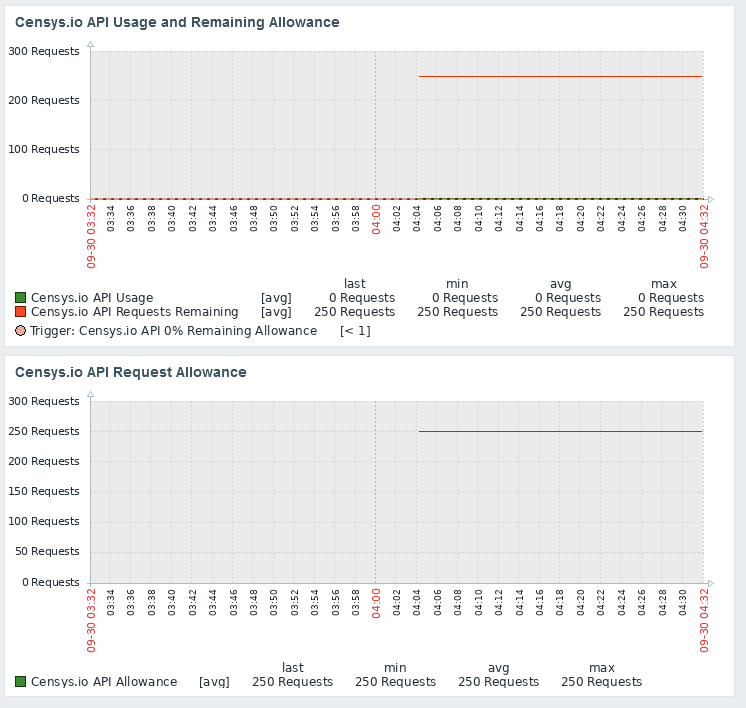 Censys.io API Usage and Remaining Allowance
300 Requests
200 Requests
100 Requests
0 Requests
09-30 03:32 03:34 03:36 03:38 03:40 03:42 03:44 03:46 03:48 03:50 03:52 03:54 03:56 03:58 04:00 04:02 04:04 04:06 04:08 04:10 04:12 04:14 04:16 04:18 04:20 04:22 04:24 04:26 04:28 04:30 09-30 04:32
last min avg max
Censys.io API Usage [avg] 0 Requests 0 Requests 0 Requests 0 Requests
Censys.io API Requests Remaining [avg] 250 Requests 250 Requests 250 Requests 250 Requests
Trigger: Censys.io API 0% Remaining Allowance [< 1]
Censys.io API Request Allowance
300 Requests
250 Requests
200 Requests
150 Requests
100 Requests
50 Requests
0 Requests
09-30 03:32 03:34 03:36 03:38 03:40 03:42 03:44 03:46 03:48 03:50 03:52 03:54 03:56 03:58 04:00 04:02 04:04 04:06 04:08 04:10 04:12 04:14 04:16 04:18 04:20 04:22 04:24 04:26 04:28 04:30 09-30 04:32
last min avg max
Censys.io API Allowance [avg] 250 Requests 250 Requests 250 Requests 250 Requests